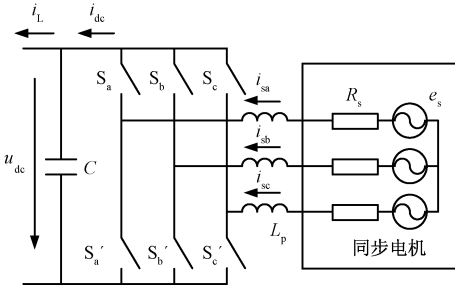 i_L i_dc
S_a S_b S_c
i_sa
R_s e_s
i_sb
u_dc C
i_sc
L_p
S_a′ S_b′ S_c′
同步电机